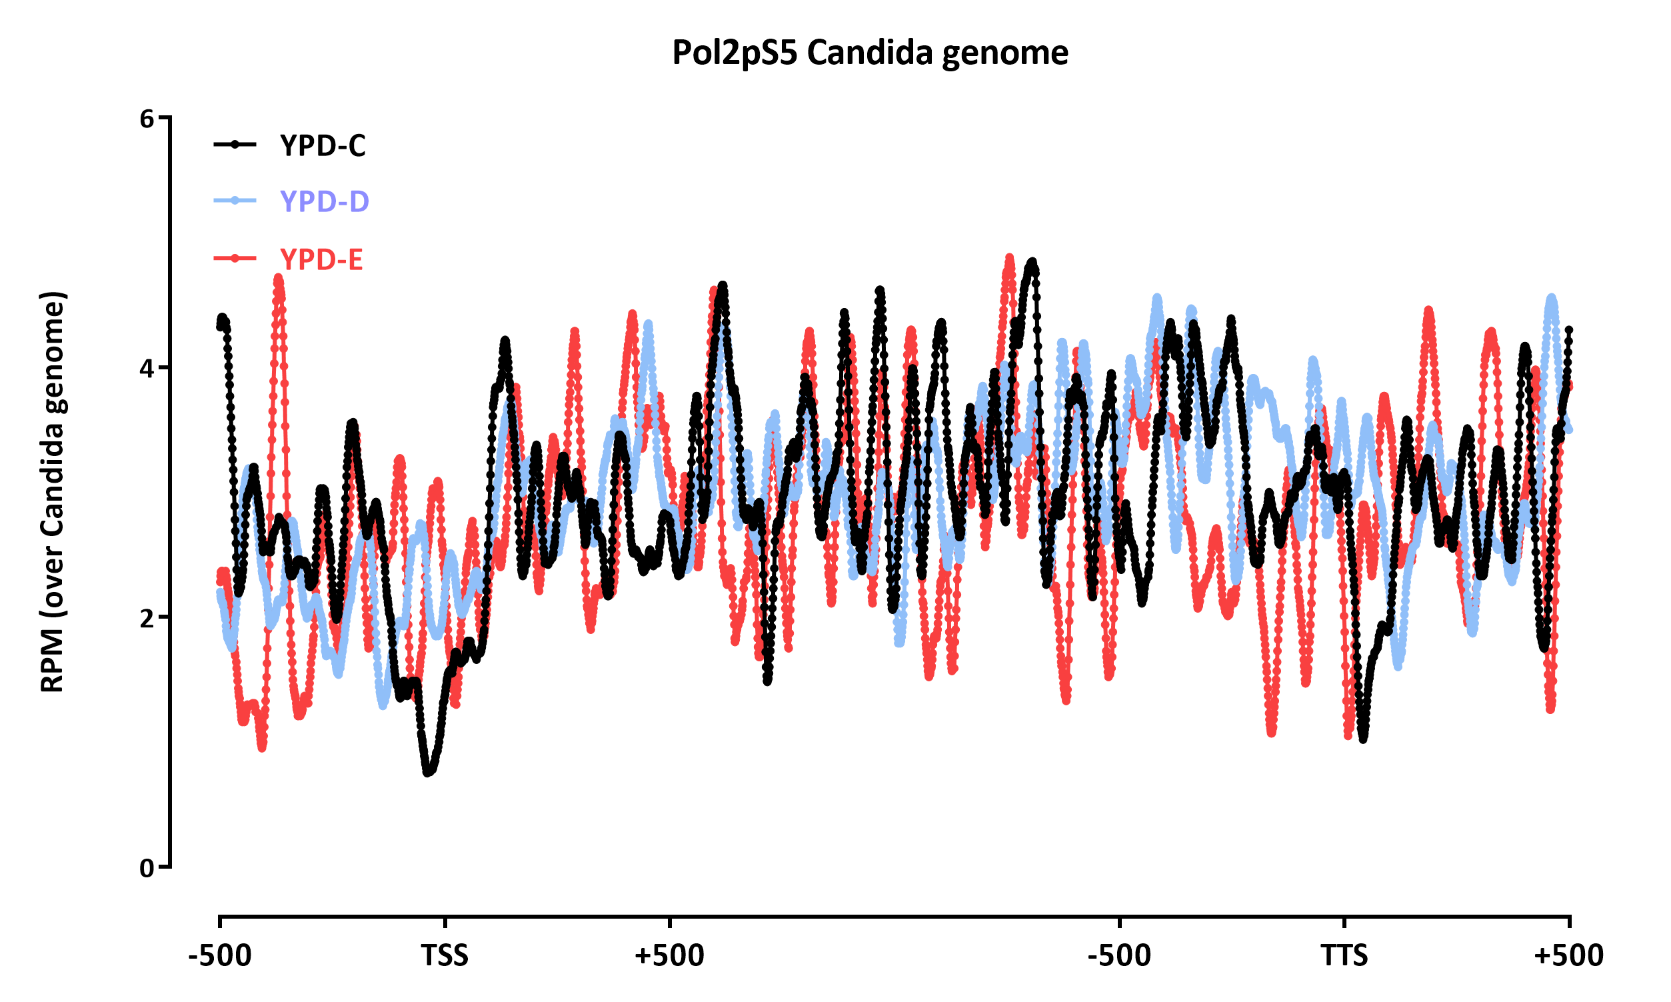 Pol2pS5 Candida genome
6
YPD-C
YPD-D
YPD-E
4
RPM (over Candida genome)
2
0
-500 TSS +500 -500 TTS +500